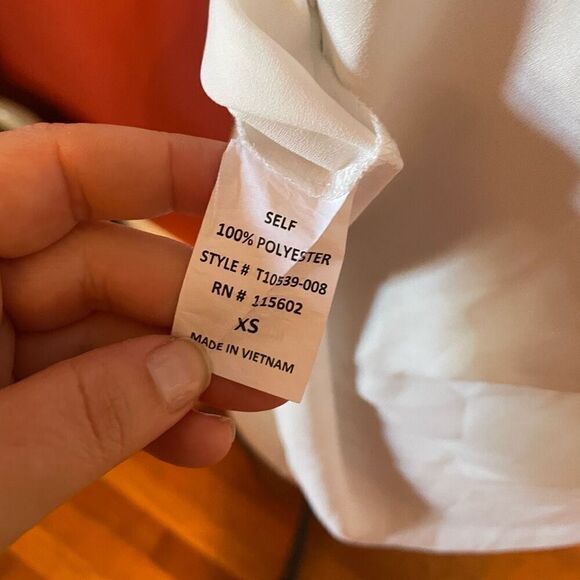 SELF
100% POLYESTER
STYLE # T10539-008
RN # 115602
XS
MADE IN VIETNAM